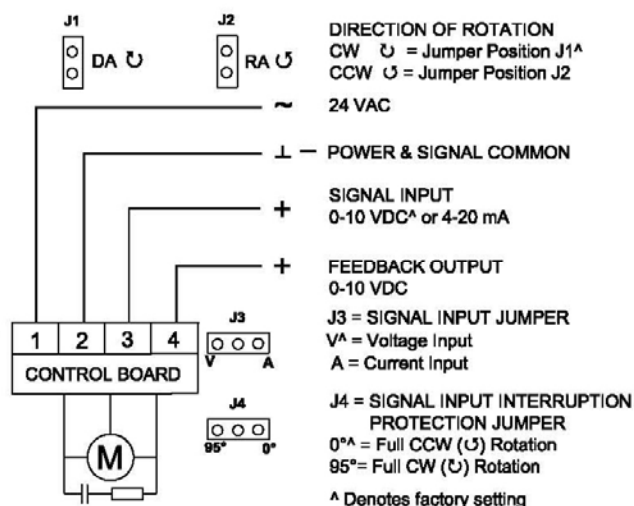 J1
J2
DA ↻
RA ↺
DIRECTION OF ROTATION
CW ↻ = Jumper Position J1^
CCW ↺ = Jumper Position J2
~ 24 VAC
⊥ − POWER & SIGNAL COMMON
SIGNAL INPUT
+ 0-10 VDC^ or 4-20 mA
+ FEEDBACK OUTPUT
0-10 VDC
1 2 3 4
CONTROL BOARD
M
J3
V A
J4
95° 0°
J3 = SIGNAL INPUT JUMPER
V^ = Voltage Input
A = Current Input
J4 = SIGNAL INPUT INTERRUPTION
PROTECTION JUMPER
0°^ = Full CCW (↺) Rotation
95°= Full CW (↻) Rotation
^ Denotes factory setting